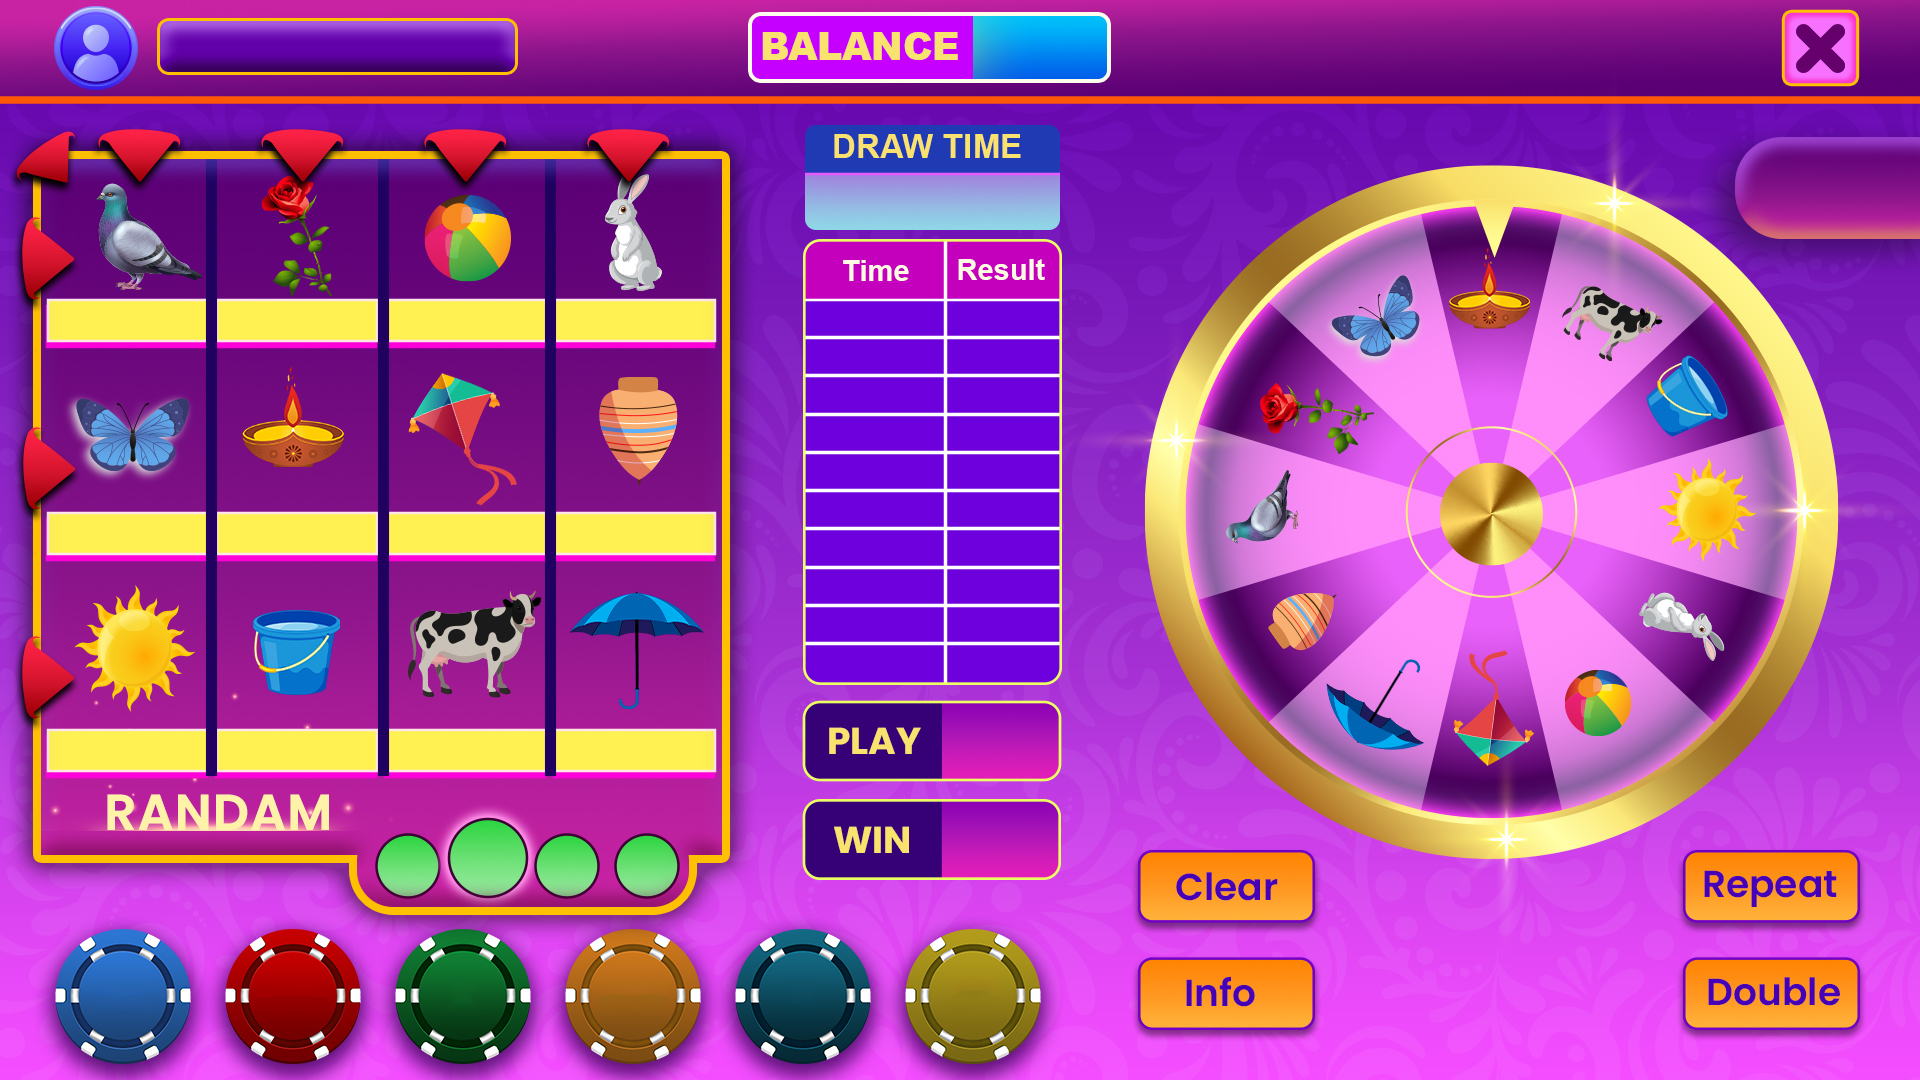 BALANCE
DRAW TIME
Time Result
PLAY
WIN
RANDAM
Clear
Repeat
Info
Double